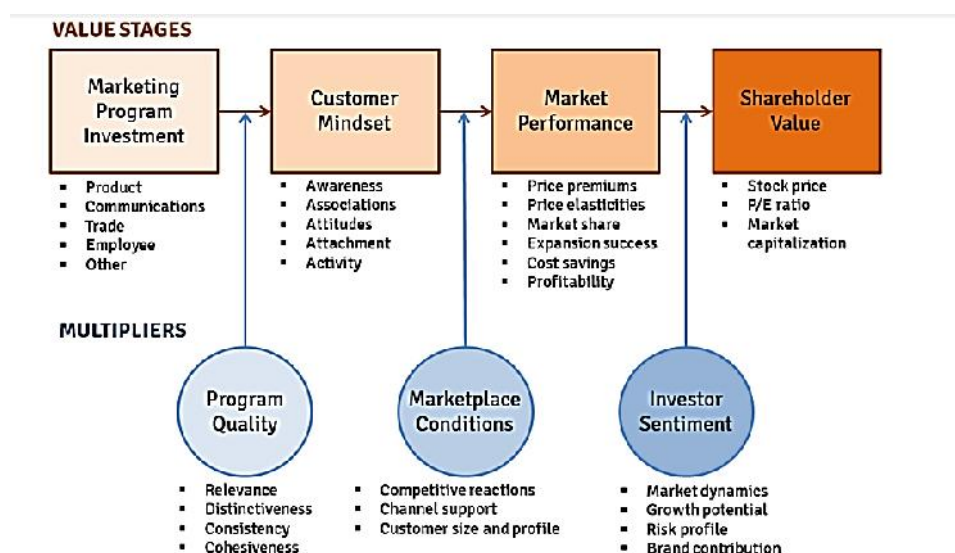 VALUE STAGES
Marketing
Program
Investment
Customer
Mindset
Market
Performance
Shareholder
Value
▪ Product
▪ Communications
▪ Trade
▪ Employee
▪ Other
▪ Awareness
▪ Associations
▪ Attitudes
▪ Attachment
▪ Activity
▪ Price premiums
▪ Price elasticities
▪ Market share
▪ Expansion success
▪ Cost savings
▪ Profitability
▪ Stock price
▪ P/E ratio
▪ Market
capitalization
MULTIPLIERS
Program
Quality
Marketplace
Conditions
Investor
Sentiment
▪ Relevance
▪ Distinctiveness
▪ Consistency
▪ Cohesiveness
▪ Competitive reactions
▪ Channel support
▪ Customer size and profile
▪ Market dynamics
▪ Growth potential
▪ Risk profile
▪ Brand contribution